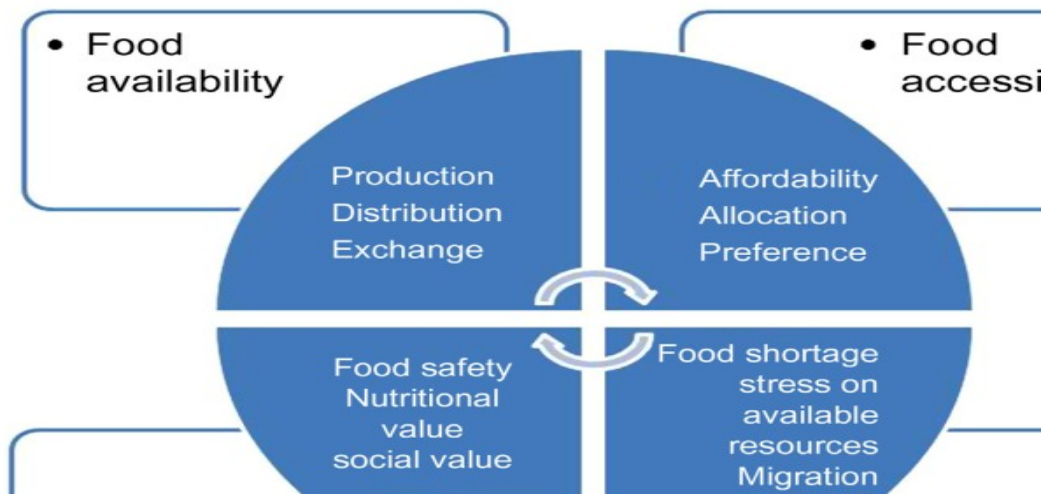 • Food
availability
• Food
accessi
Production
Distribution
Exchange
Affordability
Allocation
Preference
Food safety
Nutritional
value
social value
Food shortage
stress on
available
resources
Migration